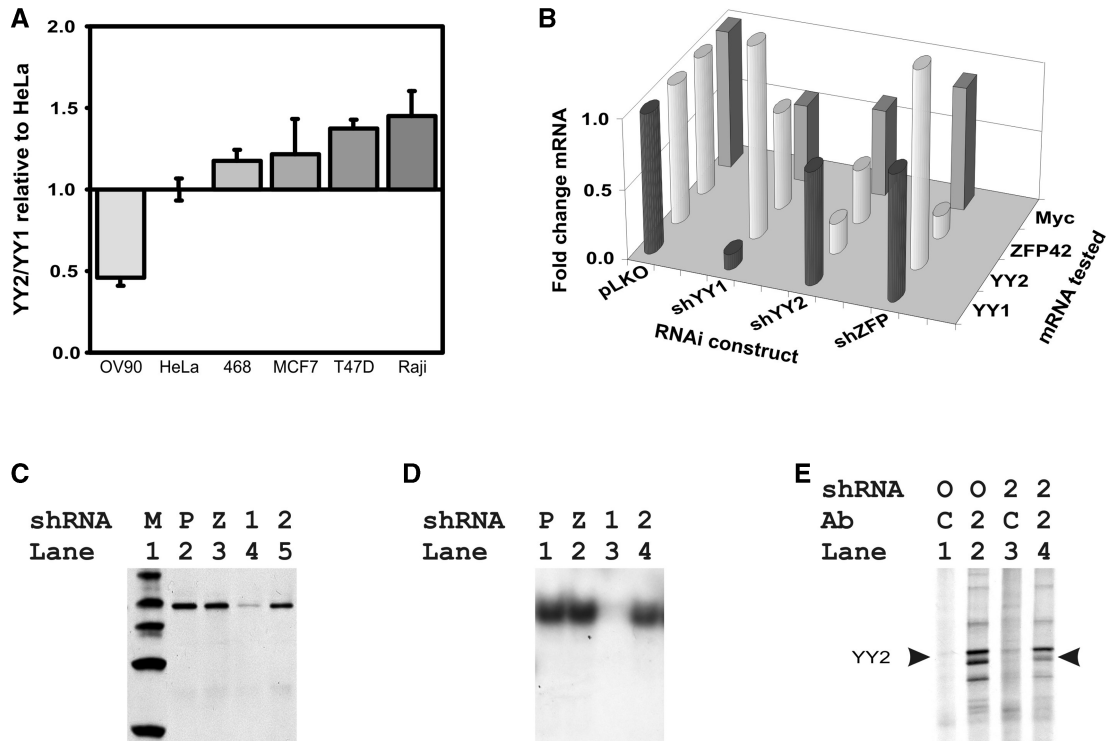 A
YY2/YY1 relative to HeLa
2.0
1.5
1.0
0.5
0.0
OV90 HeLa 468 MCF7 T47D Raji
B
Fold change mRNA
1.0
0.5
0.0
pLKO
shYY1
shYY2
shZFP
RNAi construct
Myc
ZFP42
YY2
YY1
mRNA tested
C
shRNA M P Z 1 2
Lane 1 2 3 4 5
D
shRNA P Z 1 2
Lane 1 2 3 4
E
shRNA O O 2 2
Ab C 2 C 2
Lane 1 2 3 4
YY2